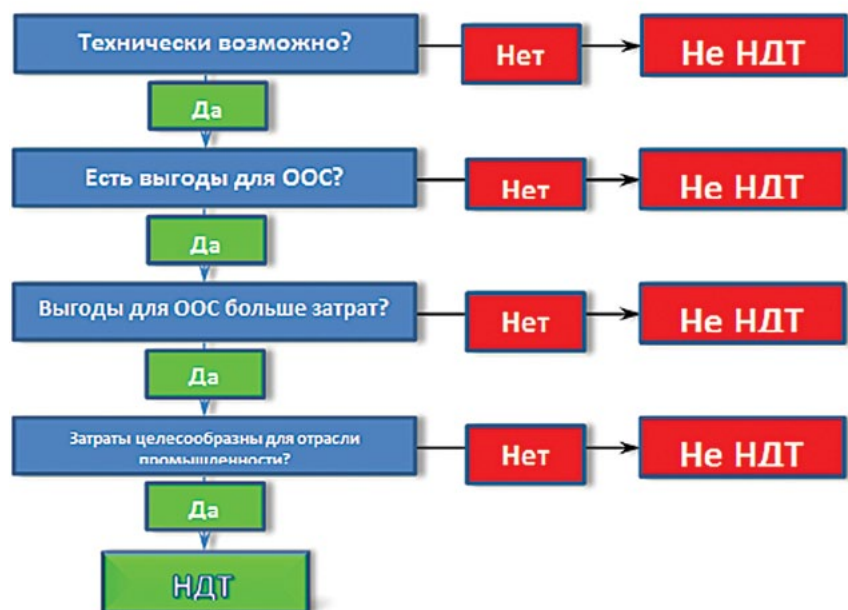 Технически возможно?
Нет
Не НДТ
Да
Есть выгоды для ООС?
Нет
Не НДТ
Да
Выгоды для ООС больше затрат?
Нет
Не НДТ
Да
Затраты целесообразны для отрасли
промышленности?
Нет
Не НДТ
Да
НДТ